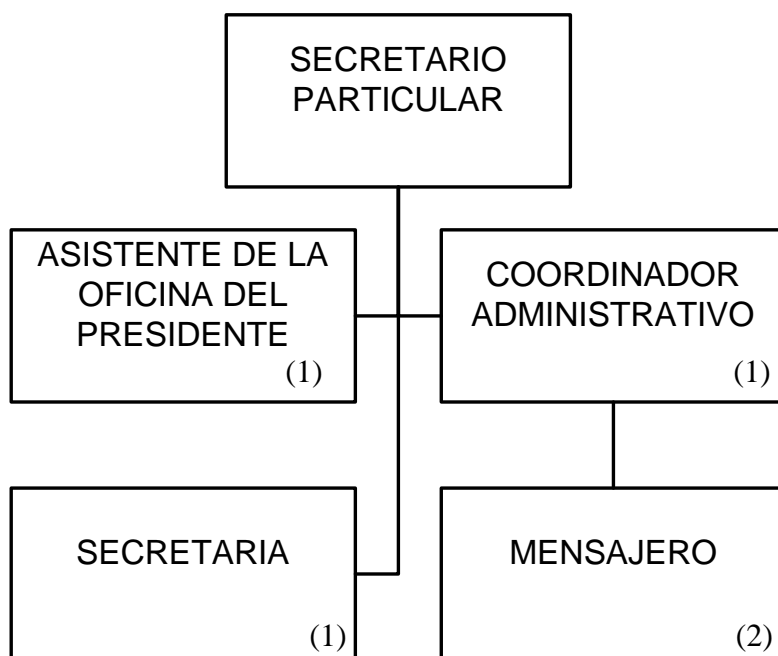 SECRETARIO
PARTICULAR
ASISTENTE DE LA
OFICINA DEL
PRESIDENTE
(1)
COORDINADOR
ADMINISTRATIVO
(1)
SECRETARIA
(1)
MENSAJERO
(2)